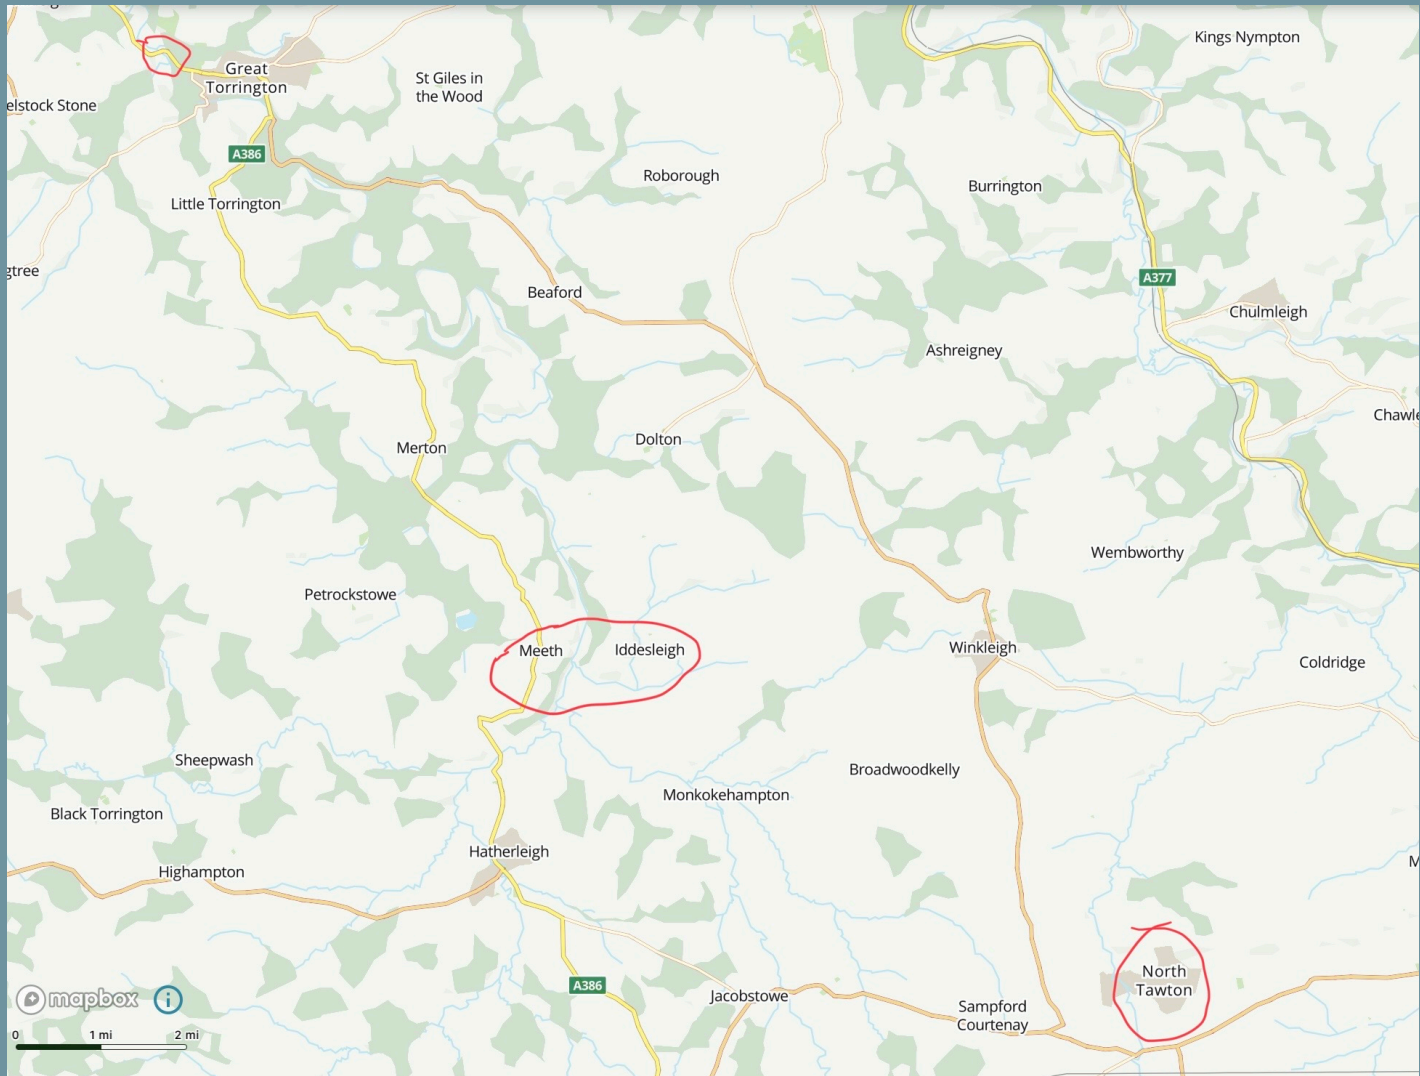 Kings Nympton
Great
Torrington
St Giles in
the Wood
elstock Stone
A386
Roborough
Burrington
Little Torrington
gtree
A377
Beaford
Chulmleigh
Ashreigney
Chawle
Dolton
Merton
Wembworthy
Petrockstowe
Meeth
Iddesleigh
Winkleigh
Coldridge
Sheepwash
Broadwoodkelly
Monkokehampton
Black Torrington
Hatherleigh
Highampton
M
North
Tawton
A386
Jacobstowe
Sampford
Courtenay
mapbox
i
0 1 mi 2 mi